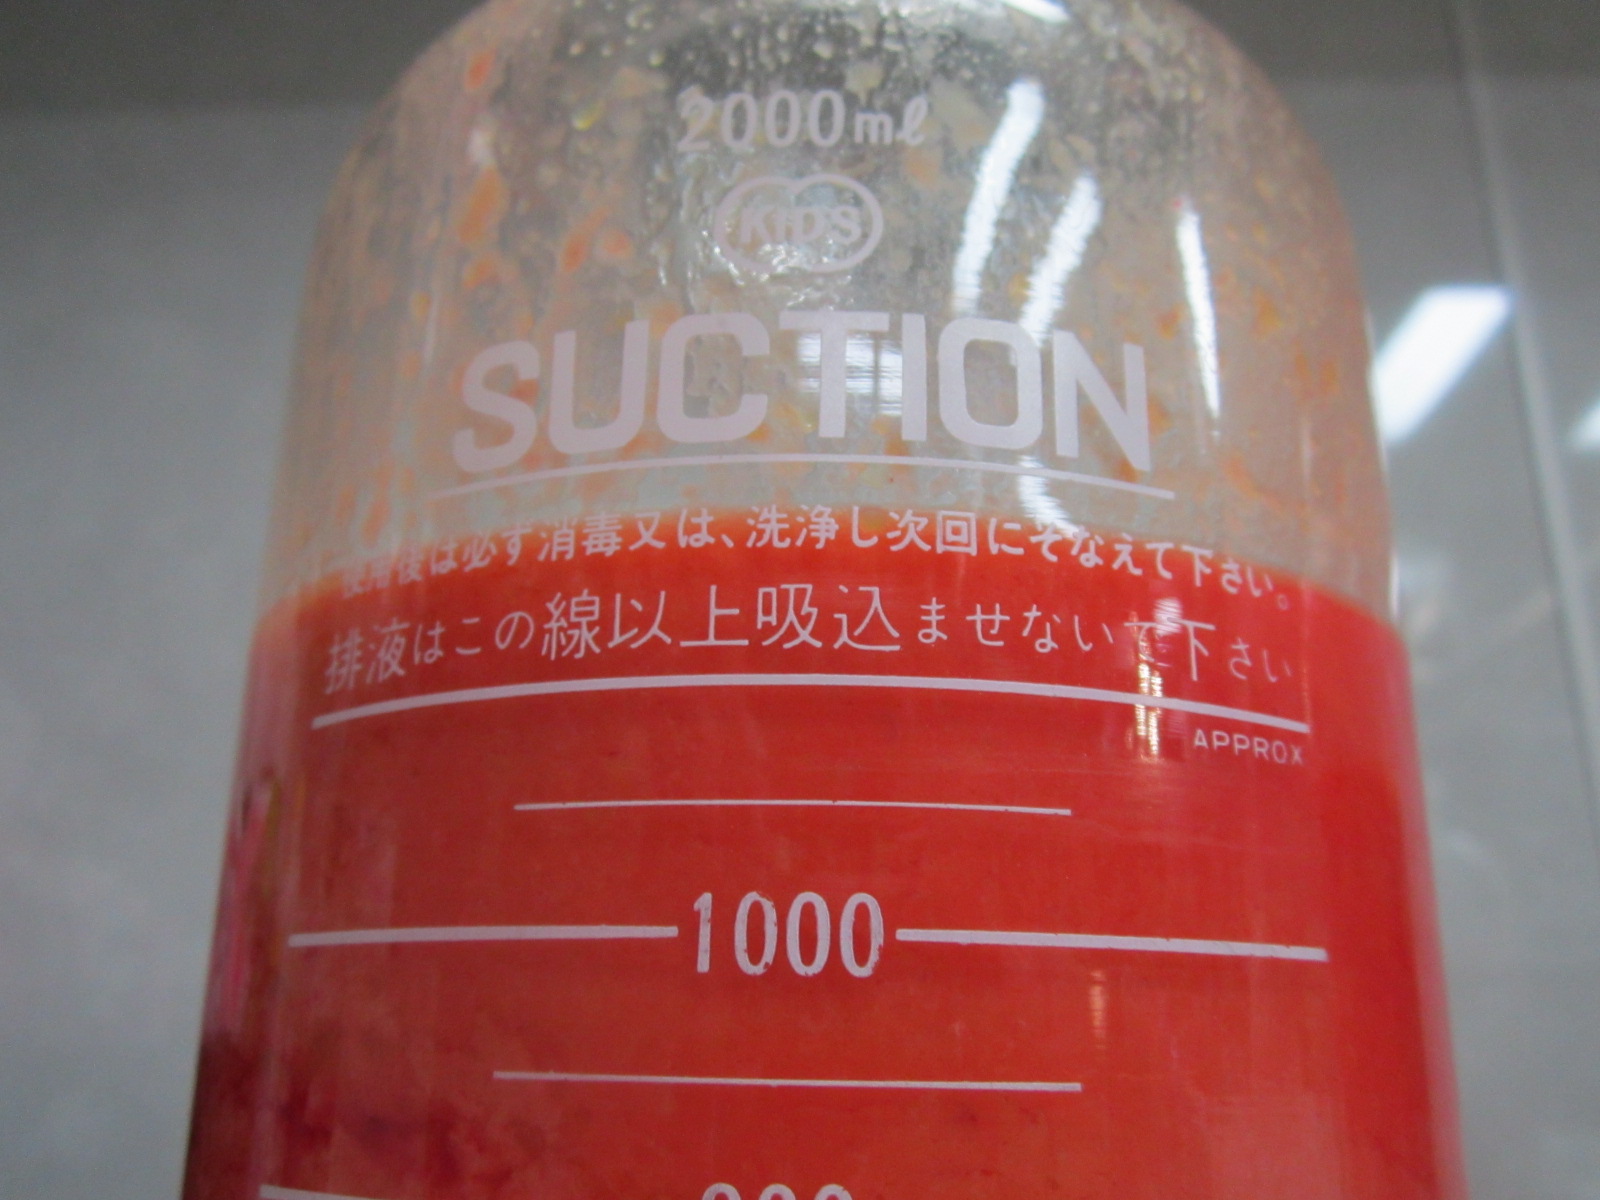 2000mℓ
KIDS
SUCTION
使用後は必ず消毒又は、洗浄し次回にそなえて下さい。
排液はこの線以上吸込ませないで下さい
APPROX
1000